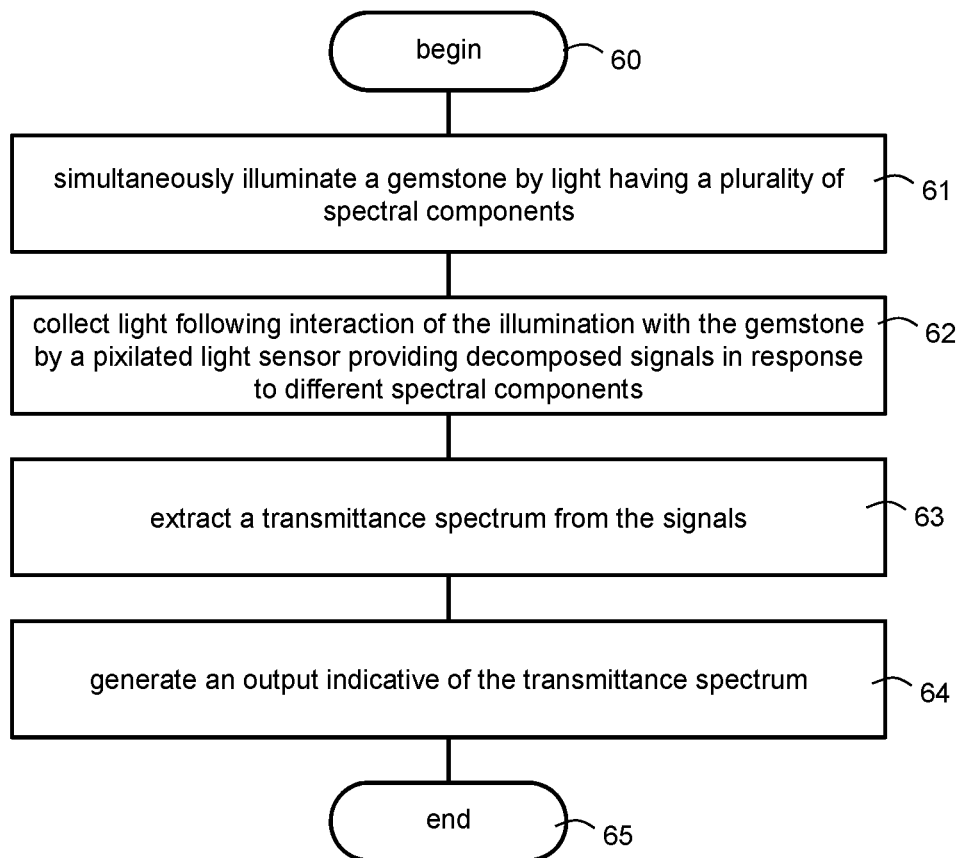 begin
60
simultaneously illuminate a gemstone by light having a plurality of
spectral components
61
collect light following interaction of the illumination with the gemstone
by a pixilated light sensor providing decomposed signals in response
to different spectral components
62
extract a transmittance spectrum from the signals
63
generate an output indicative of the transmittance spectrum
64
end
65